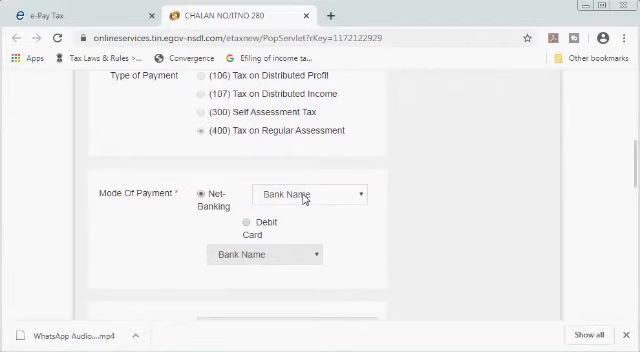 e-Pay Tax
CHALAN NO/ITNO 280
onlineservices.tin.egov-nsdl.com/etaxnew/PopServlet?rKey=1172122929
Apps
Tax Laws & Rules >...
Convergence
Efiling of income ta...
Other bookmarks
Type of Payment
(106) Tax on Distributed Profit
(107) Tax on Distributed Income
(300) Self Assessment Tax
(400) Tax on Regular Assessment
Mode Of Payment *
Net-
Banking
Bank Name
Debit
Card
Bank Name
WhatsApp Audio....mp4
Show all